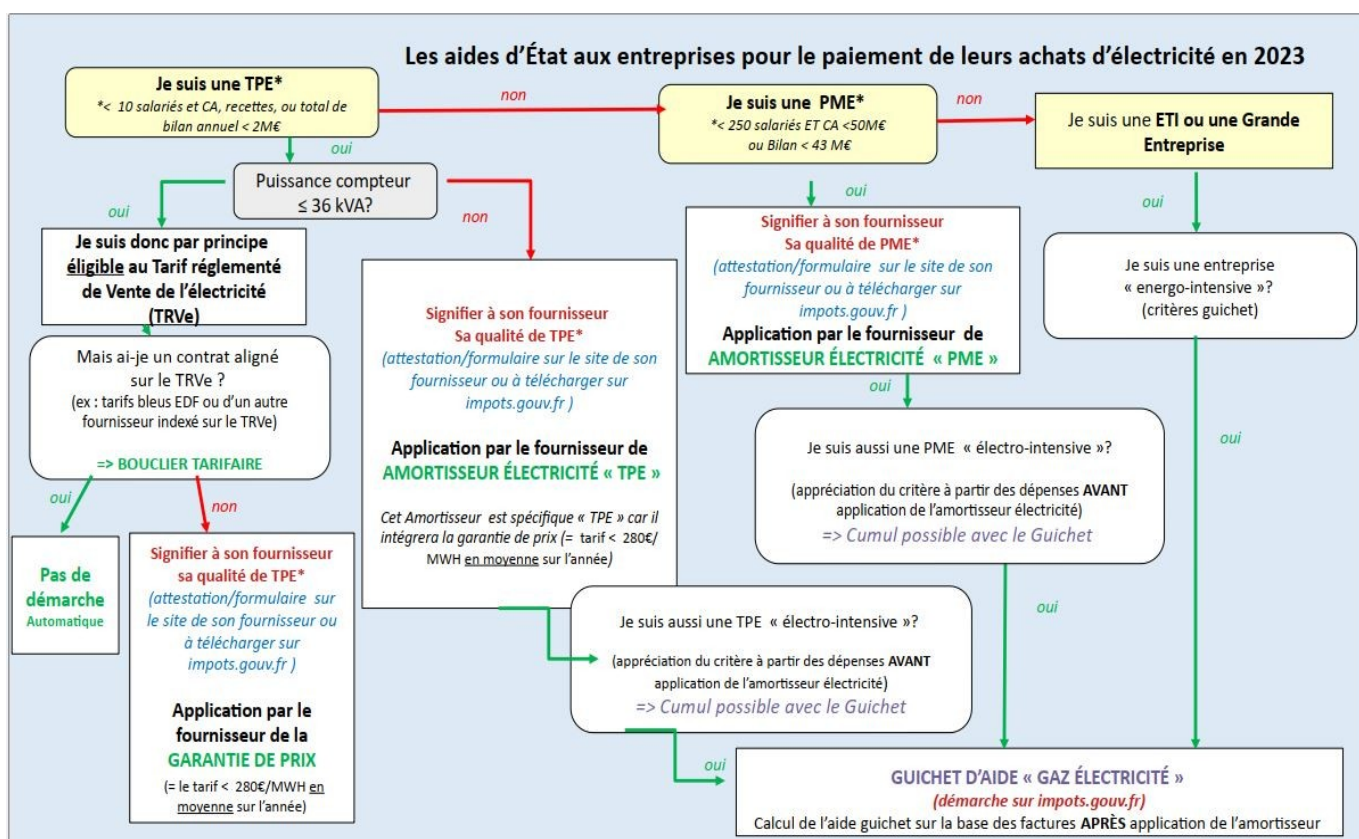 Les aides d’État aux entreprises pour le paiement de leurs achats d’électricité en 2023
Je suis une TPE*
*< 10 salariés et CA, recettes, ou total de
bilan annuel < 2M€
non
Je suis une PME*
*< 250 salariés ET CA <50M€
ou Bilan < 43 M€
non
Je suis une ETI ou une Grande
Entreprise
oui
Puissance compteur
≤ 36 kVA?
oui
non
Je suis donc par principe
éligible au Tarif réglementé
de Vente de l’électricité
(TRVe)
Mais ai-je un contrat aligné
sur le TRVe ?
(ex : tarifs bleus EDF ou d’un autre
fournisseur indexé sur le TRVe)
=> BOUCLIER TARIFAIRE
oui
non
Pas de
démarche
Automatique
Signifier à son fournisseur
sa qualité de TPE*
(attestation/formulaire sur
le site de son fournisseur ou
à télécharger sur
impots.gouv.fr )
Application par le
fournisseur de la
GARANTIE DE PRIX
(= le tarif < 280€/MWH en
moyenne sur l’année)
Signifier à son fournisseur
Sa qualité de TPE*
(attestation/formulaire sur le site de son
fournisseur ou à télécharger sur
impots.gouv.fr )
Application par le fournisseur de
AMORTISSEUR ÉLECTRICITÉ « TPE »
Cet Amortisseur est spécifique « TPE » car il
intégrera la garantie de prix (= tarif < 280€/
MWH en moyenne sur l’année)
Je suis aussi une TPE « électro-intensive »?
(appréciation du critère à partir des dépenses AVANT
application de l’amortisseur électricité)
=> Cumul possible avec le Guichet
oui
oui
Signifier à son fournisseur
Sa qualité de PME*
(attestation/formulaire sur le site de son
fournisseur ou à télécharger sur
impots.gouv.fr )
Application par le fournisseur de
AMORTISSEUR ÉLECTRICITÉ « PME »
oui
Je suis aussi une PME « électro-intensive »?
(appréciation du critère à partir des dépenses AVANT
application de l’amortisseur électricité)
=> Cumul possible avec le Guichet
oui
oui
Je suis une entreprise
« energo-intensive »?
(critères guichet)
oui
GUICHET D’AIDE « GAZ ÉLECTRICITÉ »
(démarche sur impots.gouv.fr)
Calcul de l’aide guichet sur la base des factures APRÈS application de l’amortisseur